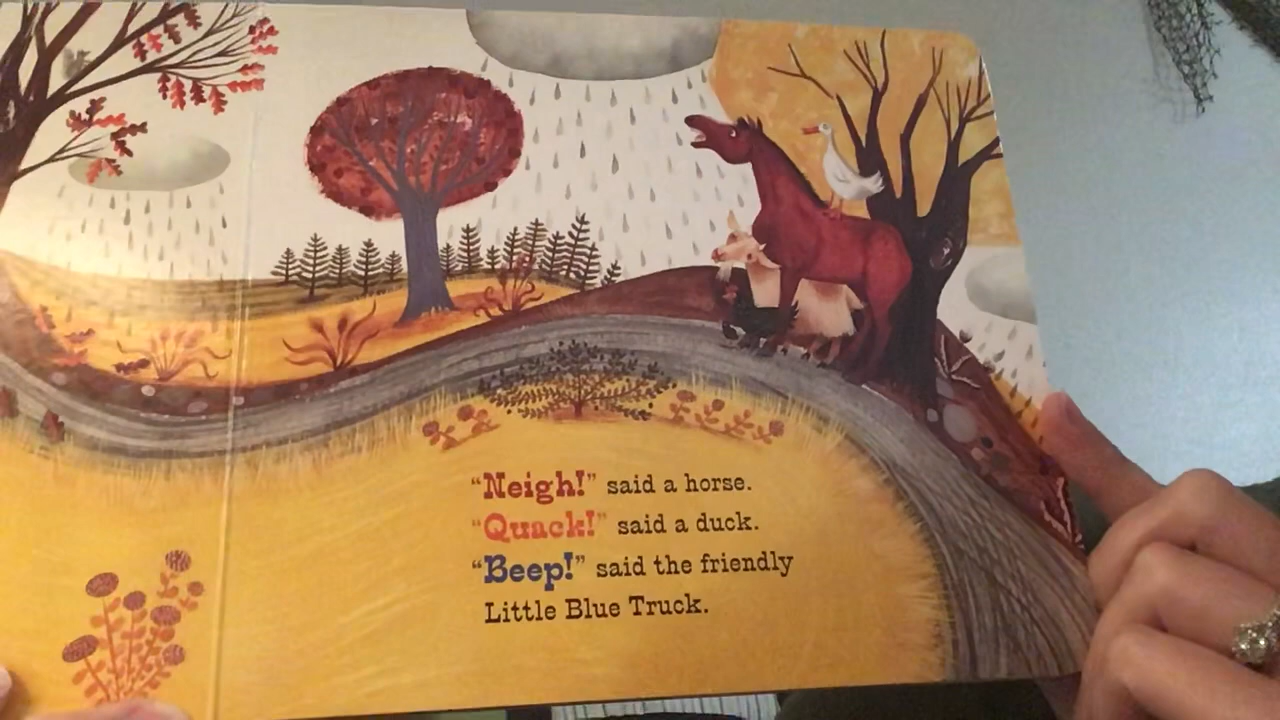 “Neigh!” said a horse.
“Quack!” said a duck.
“Beep!” said the friendly
Little Blue Truck.